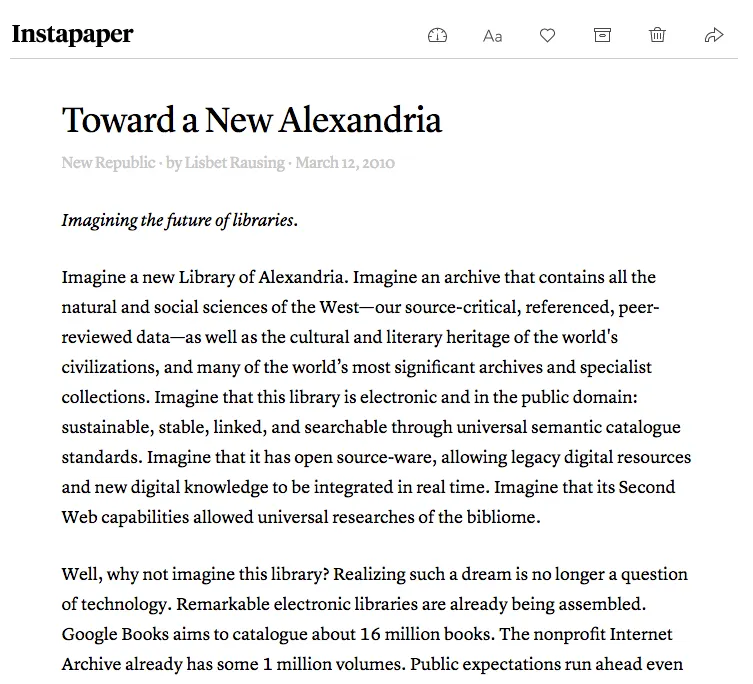 Instapaper
Aa
Toward a New Alexandria
New Republic · by Lisbet Rausing · March 12, 2010
Imagining the future of libraries.
Imagine a new Library of Alexandria. Imagine an archive that contains all the
natural and social sciences of the West—our source-critical, referenced, peer-
reviewed data—as well as the cultural and literary heritage of the world's
civilizations, and many of the world’s most significant archives and specialist
collections. Imagine that this library is electronic and in the public domain:
sustainable, stable, linked, and searchable through universal semantic catalogue
standards. Imagine that it has open source-ware, allowing legacy digital resources
and new digital knowledge to be integrated in real time. Imagine that its Second
Web capabilities allowed universal researches of the bibliome.
Well, why not imagine this library? Realizing such a dream is no longer a question
of technology. Remarkable electronic libraries are already being assembled.
Google Books aims to catalogue about 16 million books. The nonprofit Internet
Archive already has some 1 million volumes. Public expectations run ahead even